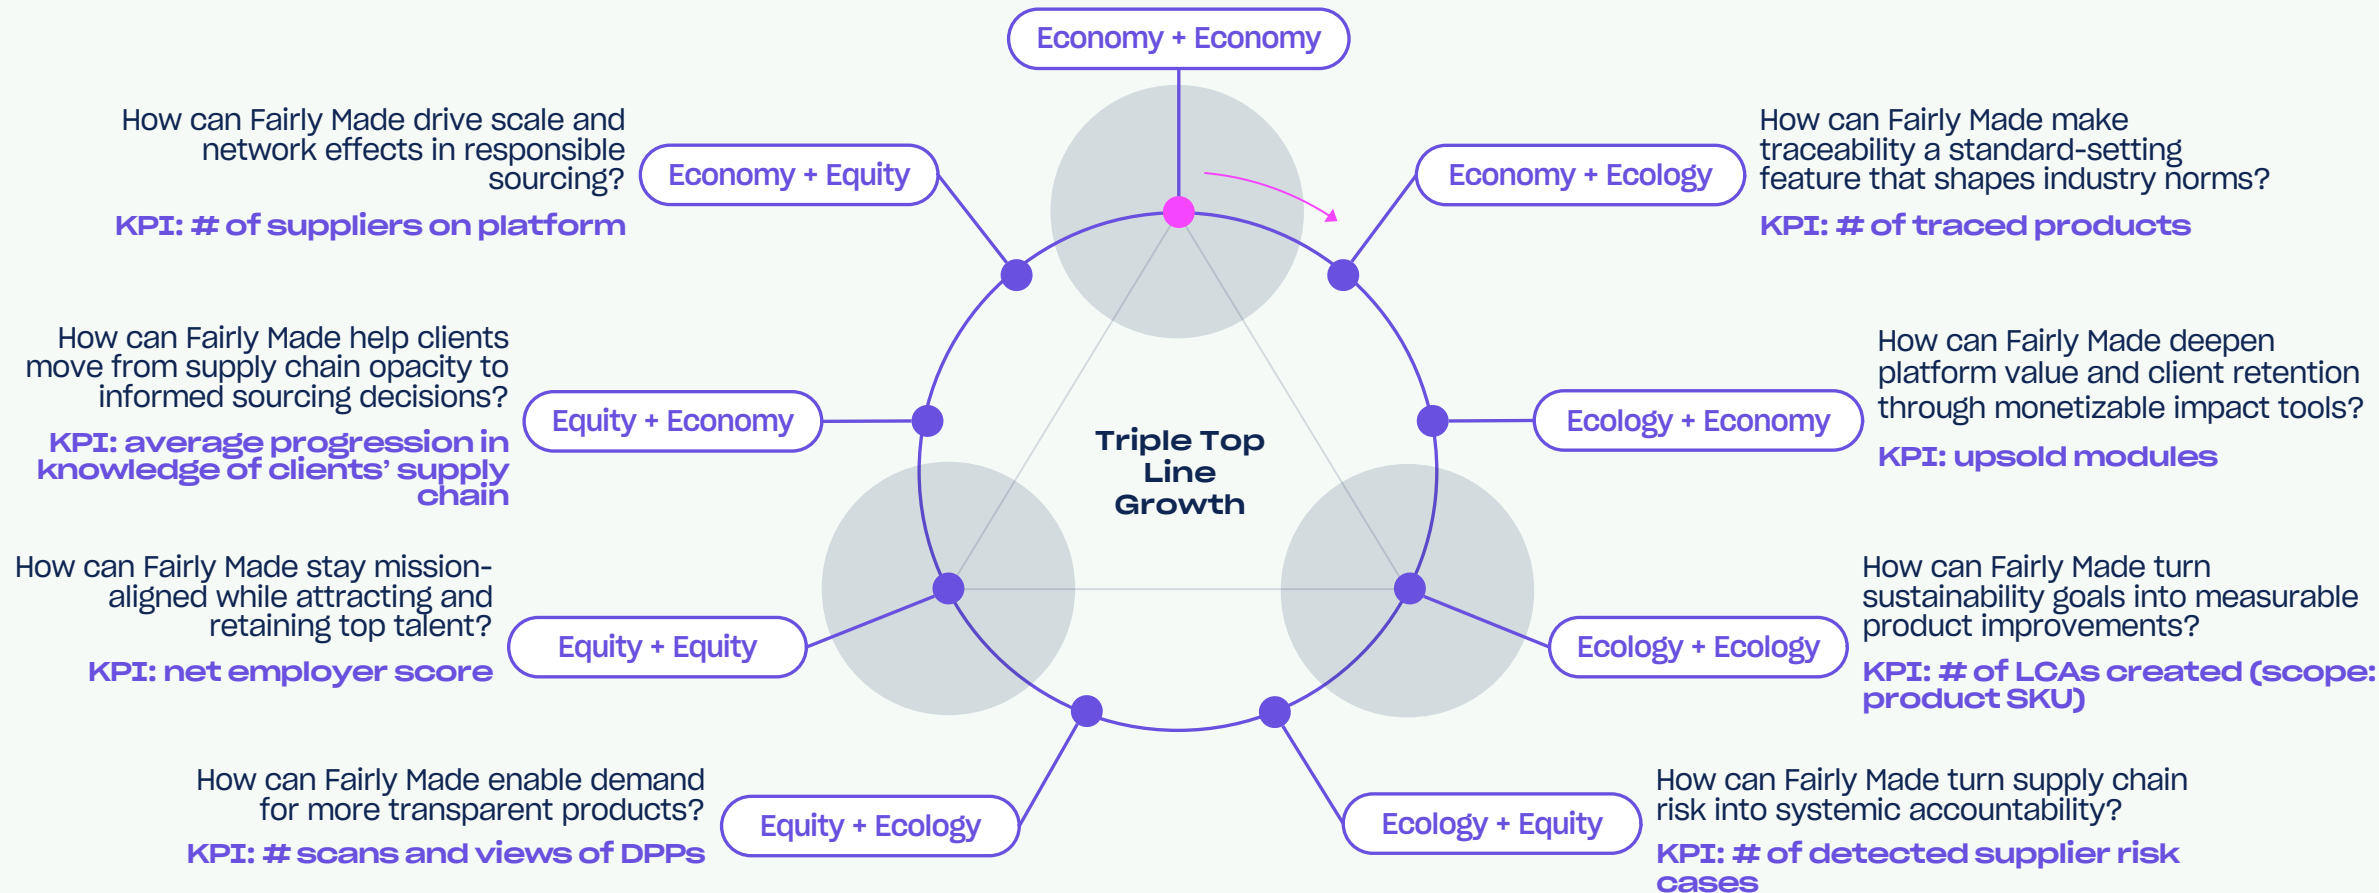 Economy + Economy
How can Fairly Made drive scale and
network effects in responsible
sourcing?
KPI: # of suppliers on platform
Economy + Equity
Economy + Ecology
How can Fairly Made make
traceability a standard-setting
feature that shapes industry norms?
KPI: # of traced products
How can Fairly Made help clients
move from supply chain opacity to
informed sourcing decisions?
KPI: average progression in
knowledge of clients’ supply
chain
Equity + Economy
Triple Top
Line
Growth
Ecology + Economy
How can Fairly Made deepen
platform value and client retention
through monetizable impact tools?
KPI: upsold modules
How can Fairly Made stay mission-
aligned while attracting and
retaining top talent?
KPI: net employer score
Equity + Equity
Ecology + Ecology
How can Fairly Made turn
sustainability goals into measurable
product improvements?
KPI: # of LCAs created (scope:
product SKU)
How can Fairly Made enable demand
for more transparent products?
KPI: # scans and views of DPPs
Equity + Ecology
Ecology + Equity
How can Fairly Made turn supply chain
risk into systemic accountability?
KPI: # of detected supplier risk
cases